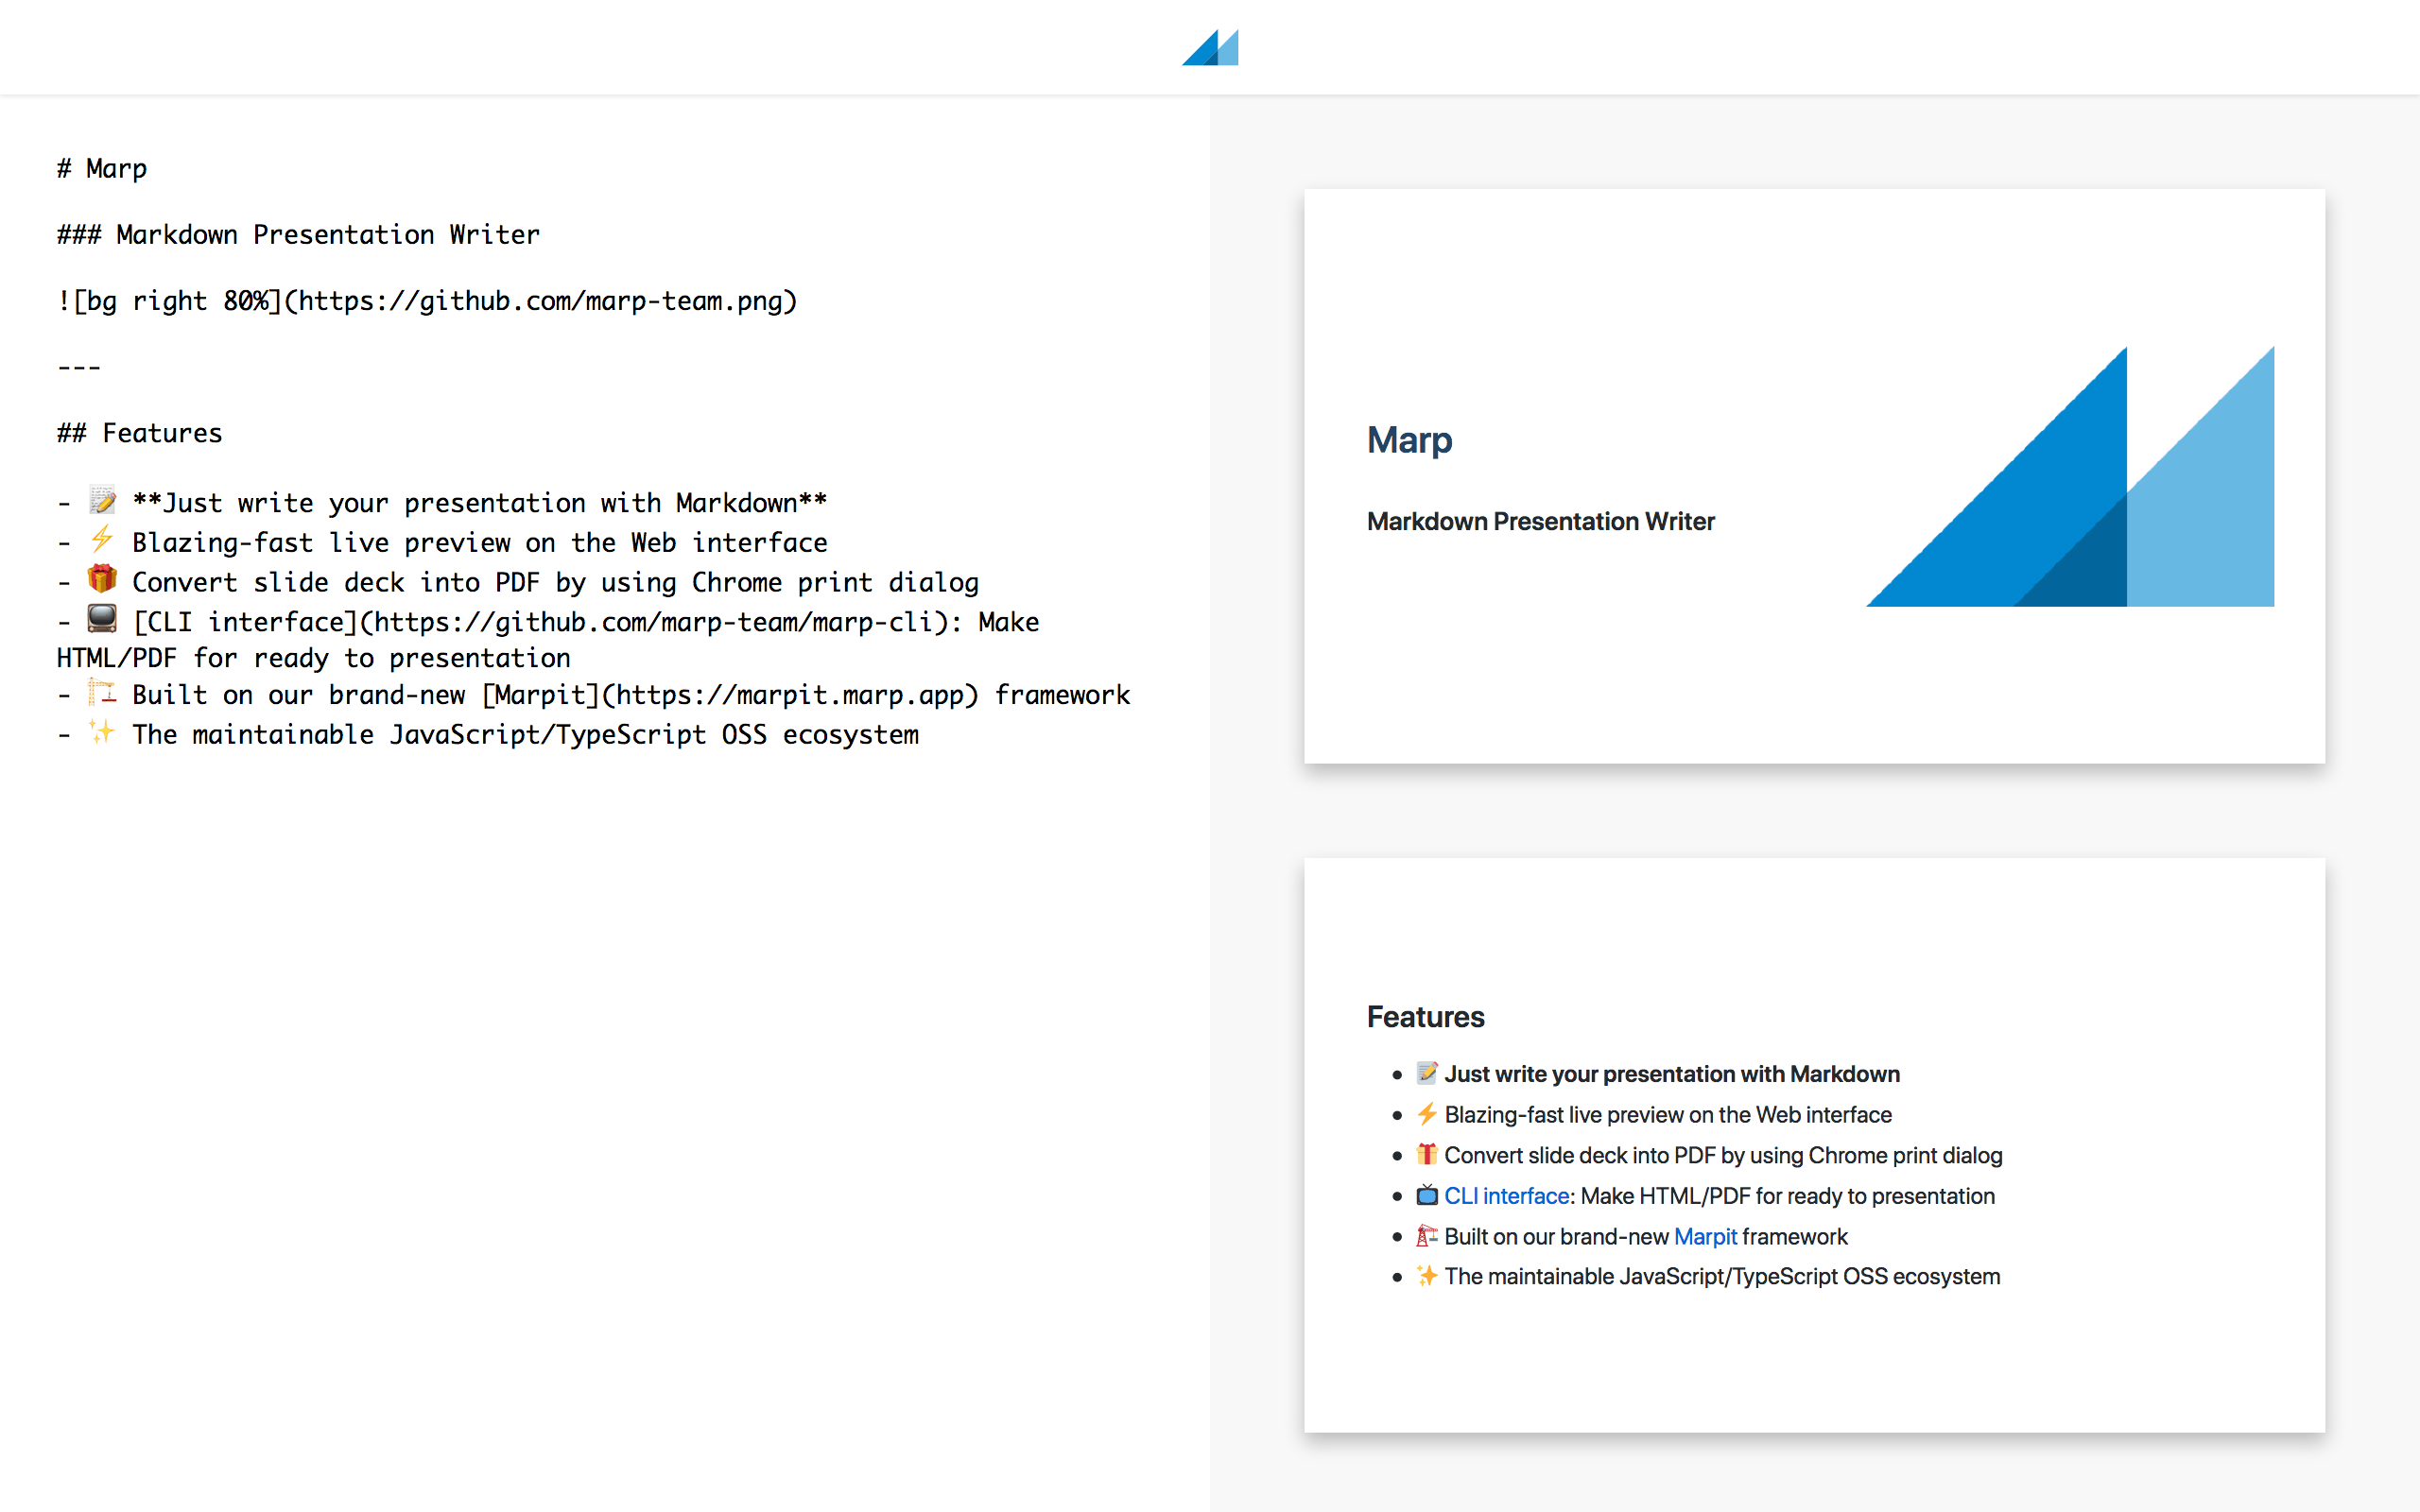 # Marp
### Markdown Presentation Writer
![bg right 80%](https://github.com/marp-team.png)
---
## Features
- 📝 **Just write your presentation with Markdown**
- ⚡ Blazing-fast live preview on the Web interface
- 🎁 Convert slide deck into PDF by using Chrome print dialog
- 📺 [CLI interface](https://github.com/marp-team/marp-cli): Make
HTML/PDF for ready to presentation
- 🏗️ Built on our brand-new [Marpit](https://marpit.marp.app) framework
- ✨ The maintainable JavaScript/TypeScript OSS ecosystem
Marp
Markdown Presentation Writer
Features
• 📝 Just write your presentation with Markdown
• ⚡ Blazing-fast live preview on the Web interface
• 🎁 Convert slide deck into PDF by using Chrome print dialog
• 📺 CLI interface: Make HTML/PDF for ready to presentation
• 🏗️ Built on our brand-new Marpit framework
• ✨ The maintainable JavaScript/TypeScript OSS ecosystem